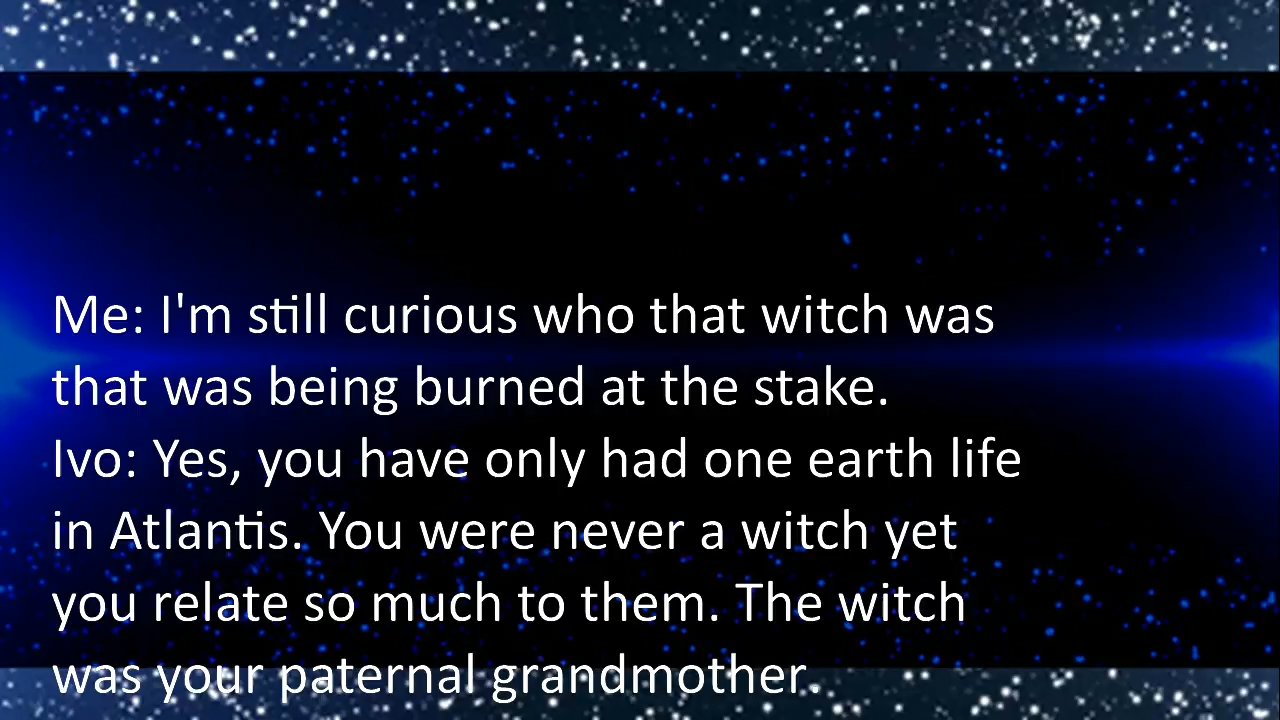 Me: I'm still curious who that witch was
that was being burned at the stake.
Ivo: Yes, you have only had one earth life
in Atlantis. You were never a witch yet
you relate so much to them. The witch
was your paternal grandmother.